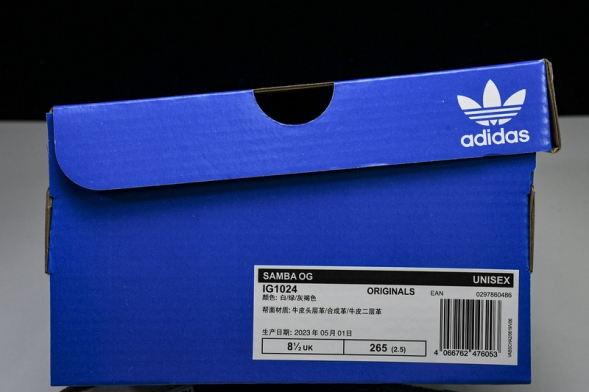 adidas
SAMBA OG UNISEX
IG1024 ORIGINALS EAN 0297860486
颜色: 白/绿/灰褐色
帮面材质: 牛皮头层革/合成革/牛皮二层革
生产日期: 2023 年 05 月 01日
8½ UK 265 (2.5)
4 066762 476053